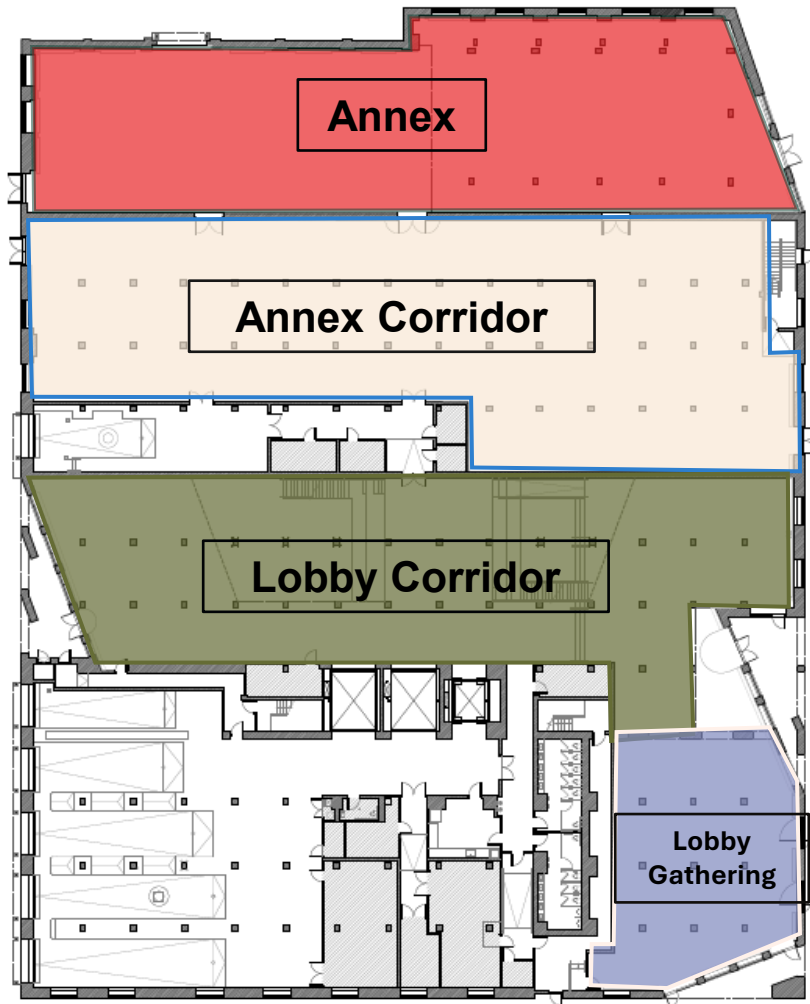 Annex
Annex Corridor
Lobby Corridor
Lobby
Gathering